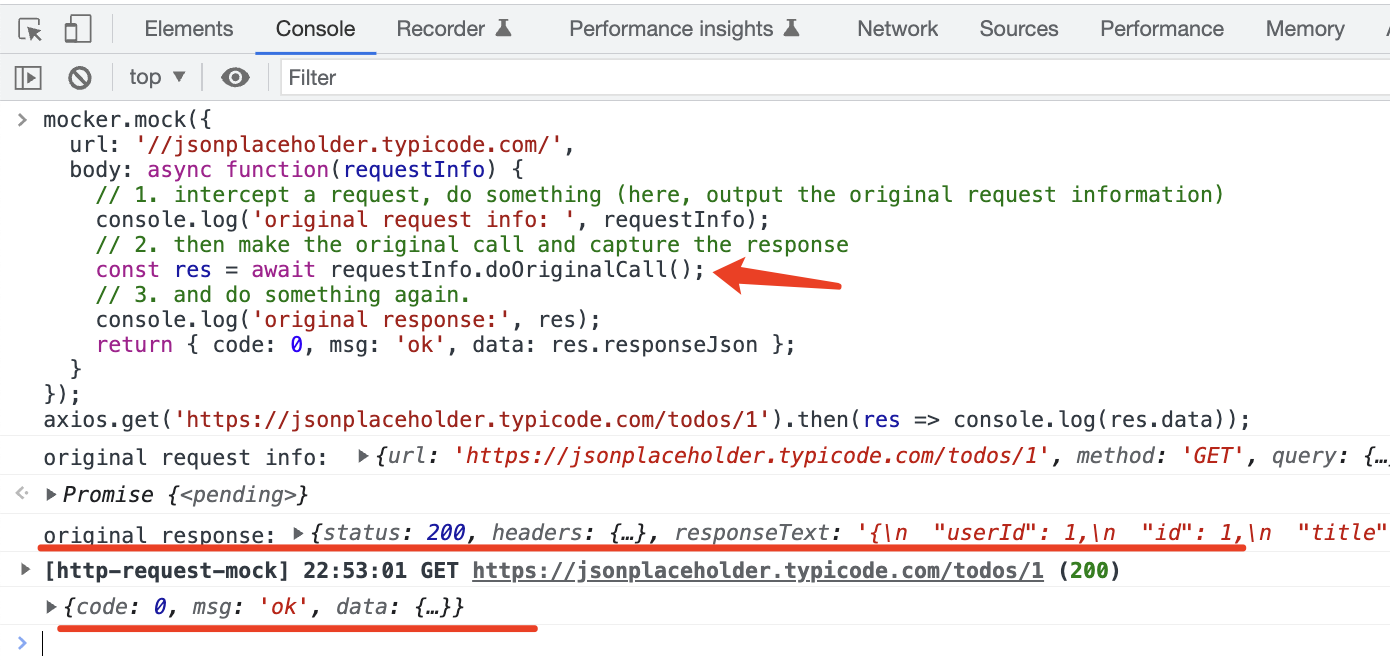 Elements Console Recorder Performance insights Network Sources Performance Memory
top Filter
mocker.mock({
url: '//jsonplaceholder.typicode.com/',
body: async function(requestInfo) {
// 1. intercept a request, do something (here, output the original request information)
console.log('original request info: ', requestInfo);
// 2. then make the original call and capture the response
const res = await requestInfo.doOriginalCall();
// 3. and do something again.
console.log('original response:', res);
return { code: 0, msg: 'ok', data: res.responseJson };
}
});
axios.get('https://jsonplaceholder.typicode.com/todos/1').then(res => console.log(res.data));
original request info: {url: 'https://jsonplaceholder.typicode.com/todos/1', method: 'GET', query: {…}
Promise {<pending>}
original response: {status: 200, headers: {…}, responseText: '{\n "userId": 1,\n "id": 1,\n "title"
[http-request-mock] 22:53:01 GET https://jsonplaceholder.typicode.com/todos/1 (200)
{code: 0, msg: 'ok', data: {…}}